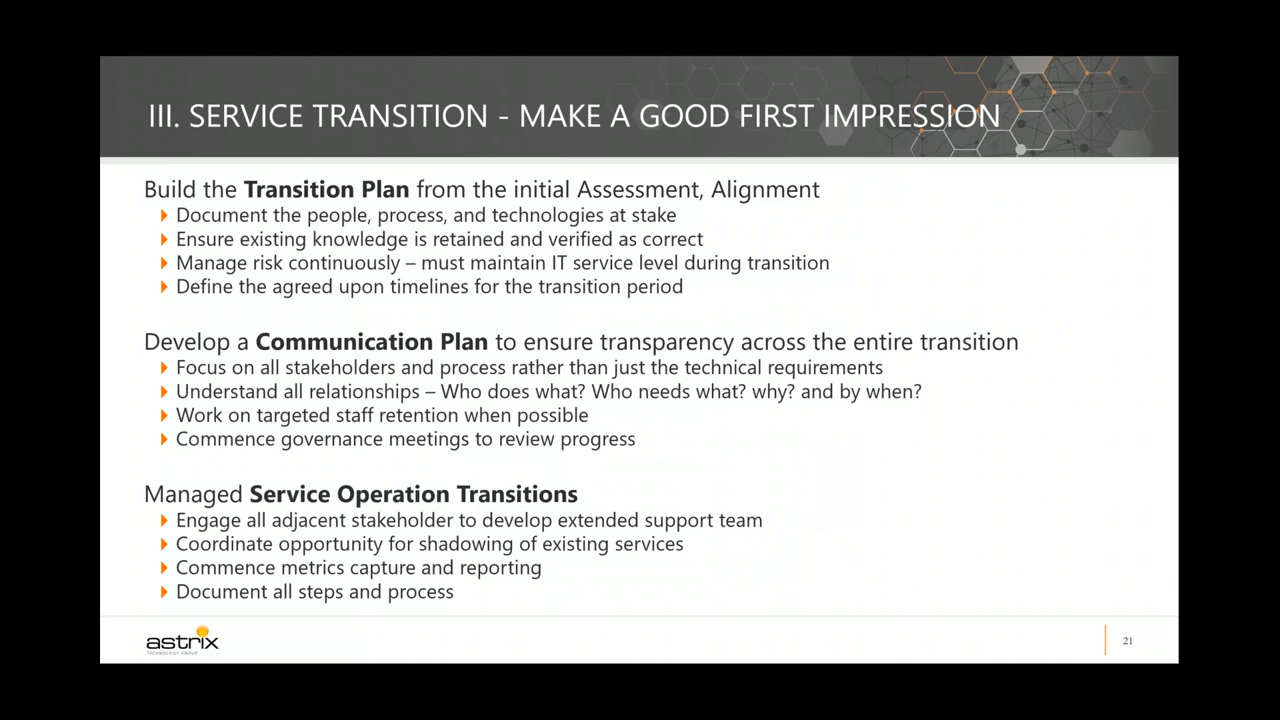 III. SERVICE TRANSITION - MAKE A GOOD FIRST IMPRESSION
Build the Transition Plan from the initial Assessment, Alignment
Document the people, process, and technologies at stake
Ensure existing knowledge is retained and verified as correct
Manage risk continuously – must maintain IT service level during transition
Define the agreed upon timelines for the transition period
Develop a Communication Plan to ensure transparency across the entire transition
Focus on all stakeholders and process rather than just the technical requirements
Understand all relationships – Who does what? Who needs what? why? and by when?
Work on targeted staff retention when possible
Commence governance meetings to review progress
Managed Service Operation Transitions
Engage all adjacent stakeholder to develop extended support team
Coordinate opportunity for shadowing of existing services
Commence metrics capture and reporting
Document all steps and process
astrix
TECHNOLOGY GROUP
21